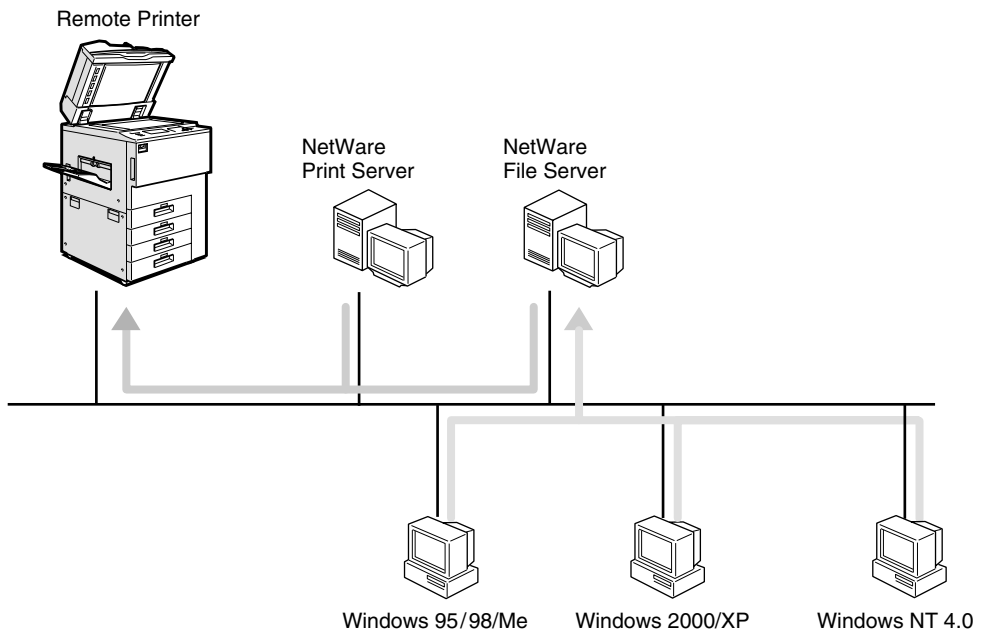 Remote Printer
NetWare
Print Server
NetWare
File Server
Windows 95/98/Me
Windows 2000/XP
Windows NT 4.0